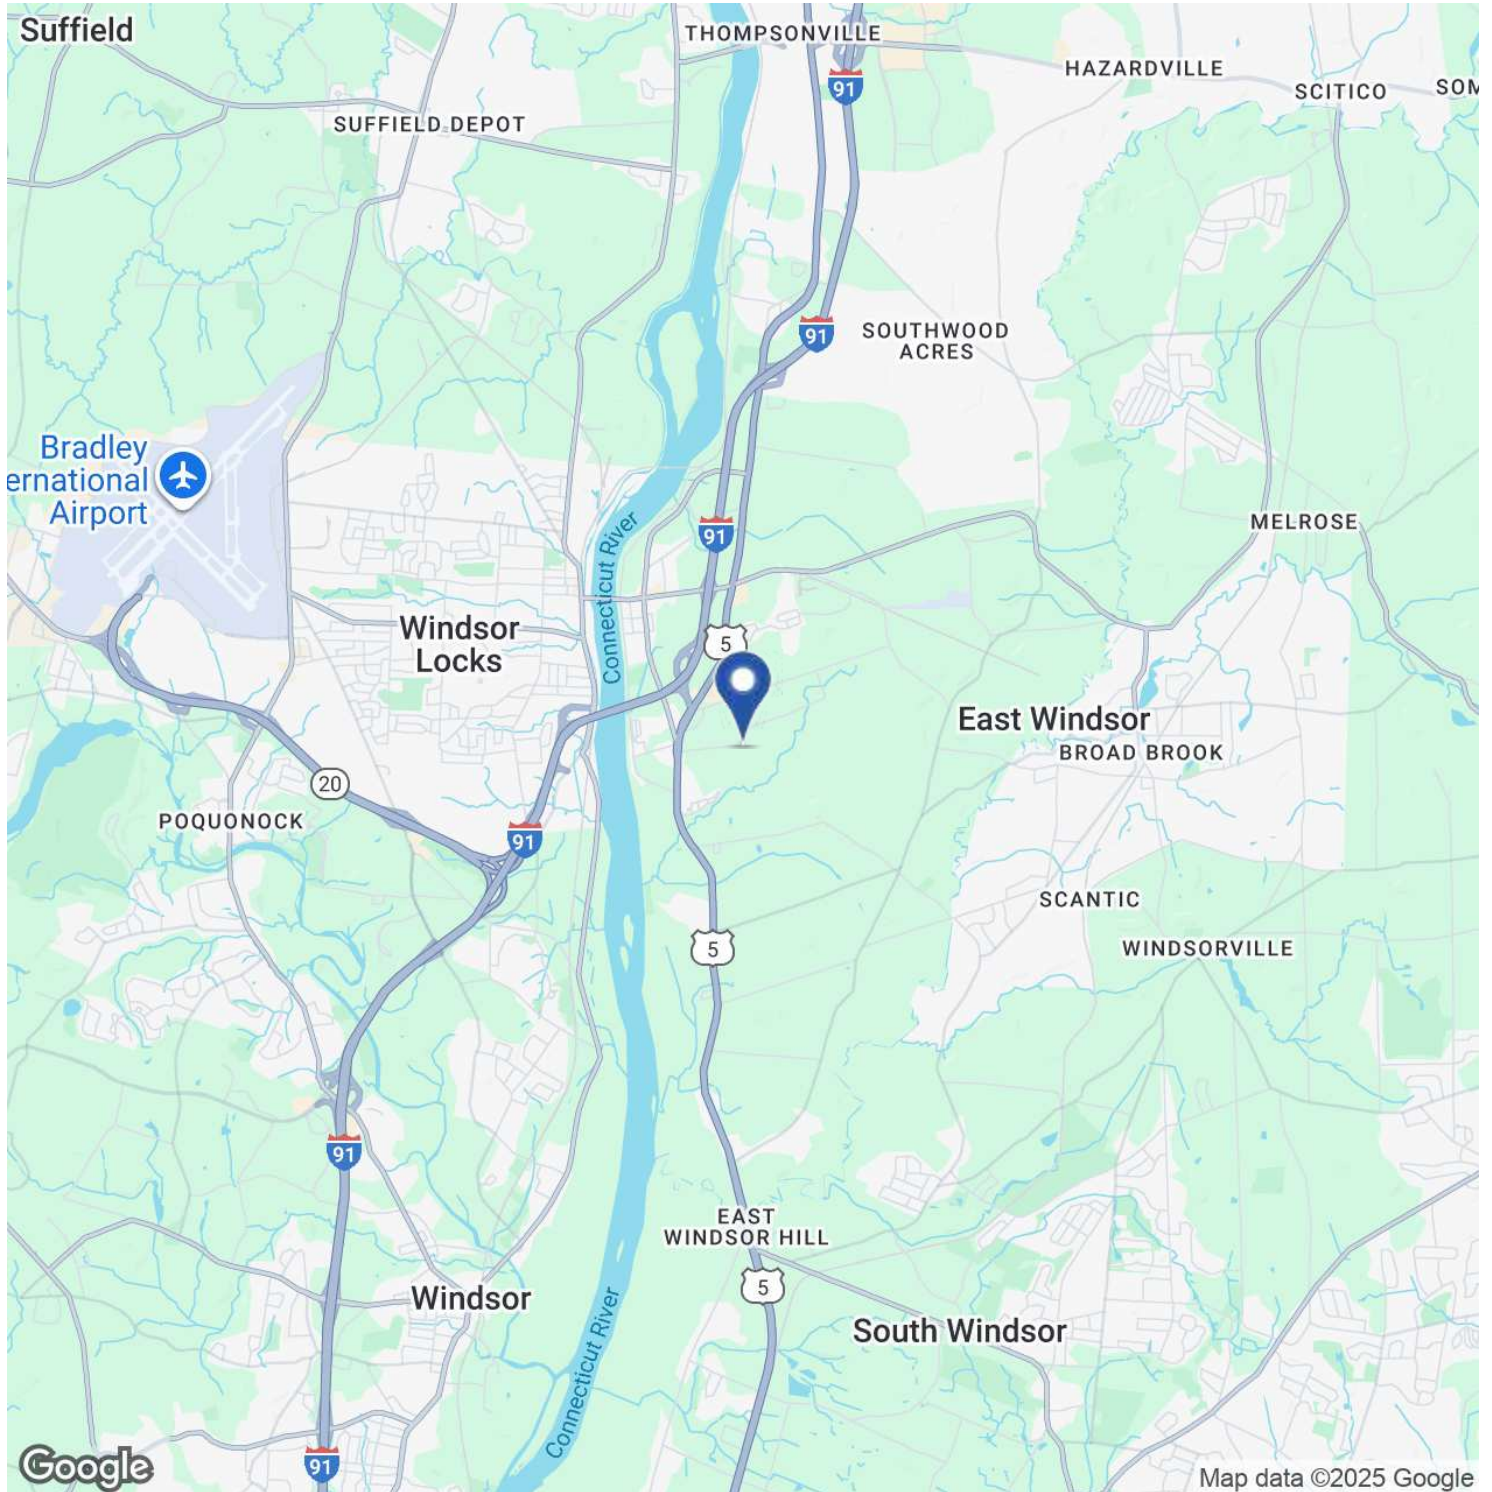 Suffield
THOMPSONVILLE
91
HAZARDVILLE
SCITICO
SOM
SUFFIELD DEPOT
91
SOUTHWOOD
ACRES
Bradley
ernational
Airport
Connecticut River
91
MELROSE
Windsor
Locks
5
East Windsor
BROAD BROOK
20
POQUONOCK
91
SCANTIC
5
WINDSORVILLE
91
EAST
WINDSOR HILL
5
Windsor
South Windsor
Connecticut River
91
Google
Map data ©2025 Google